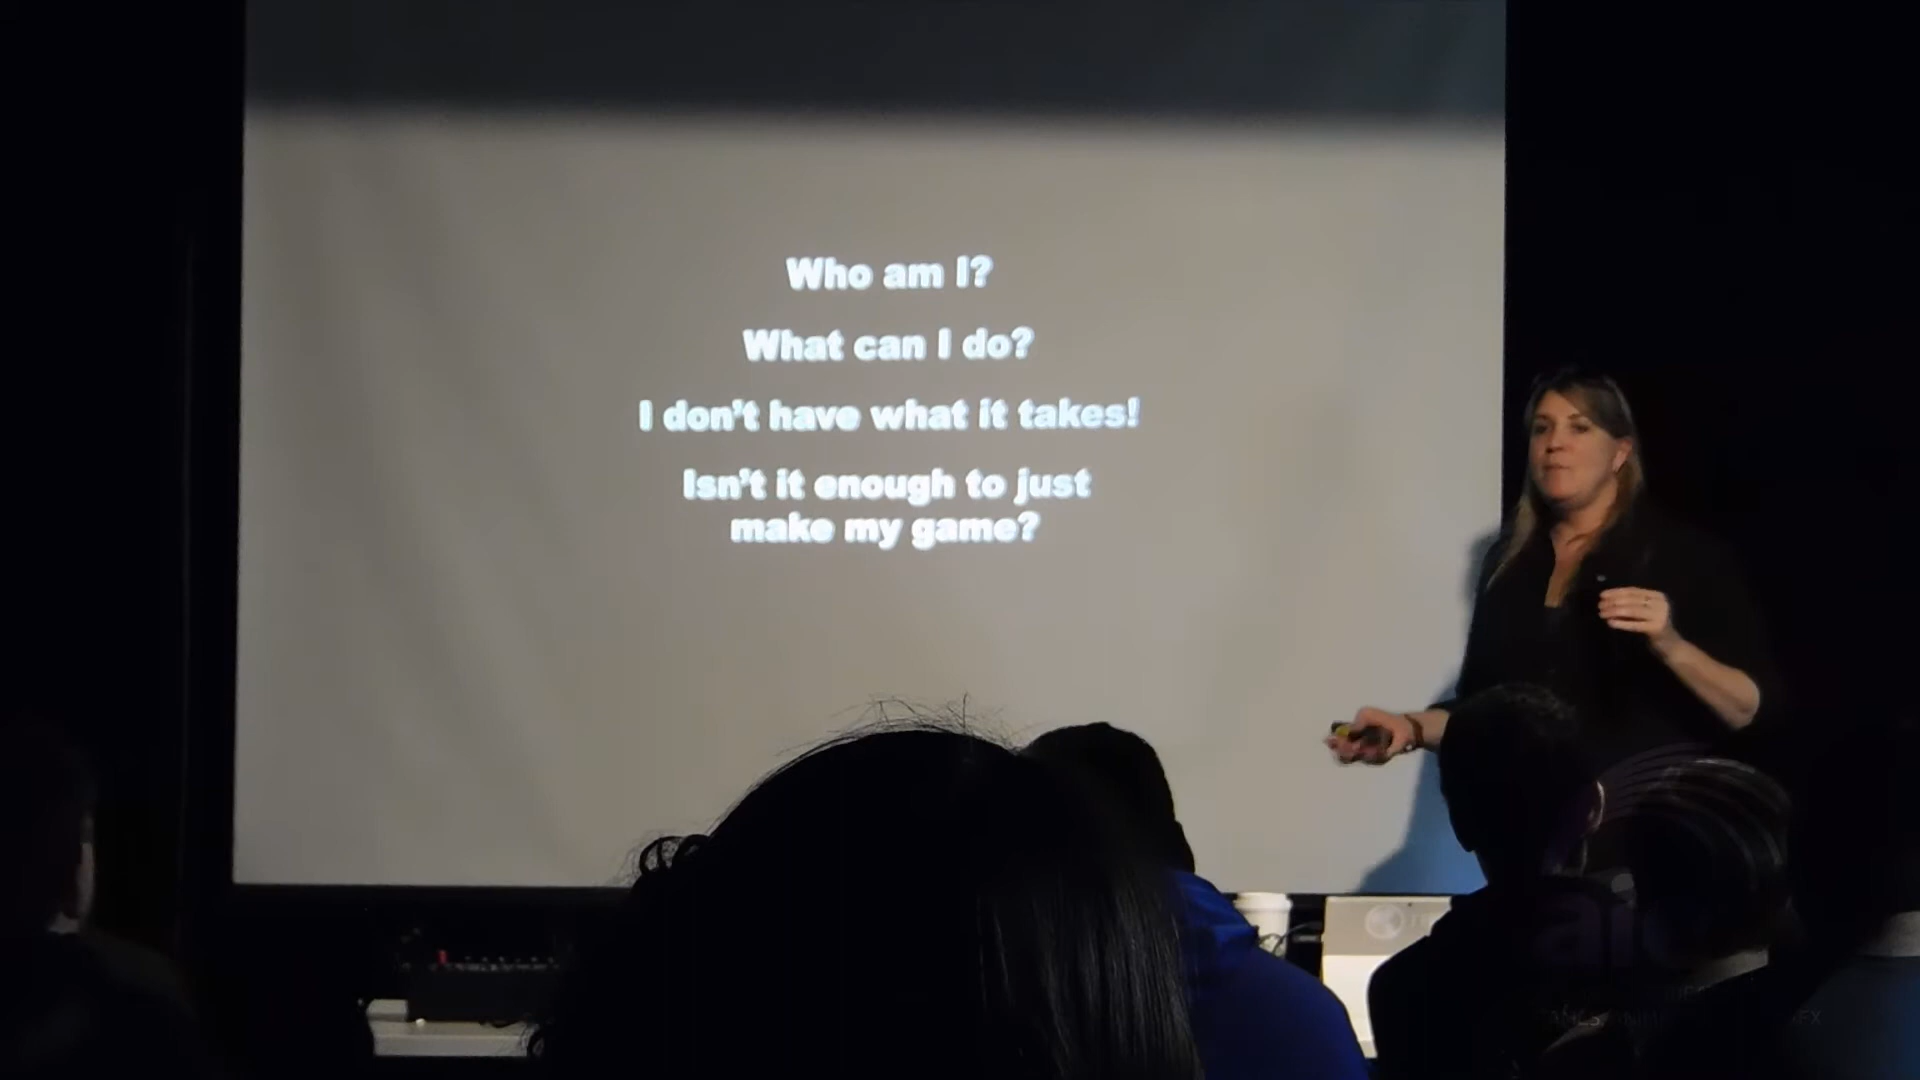 Who am I?
What can I do?
I don't have what it takes!
Isn't it enough to just
make my game?